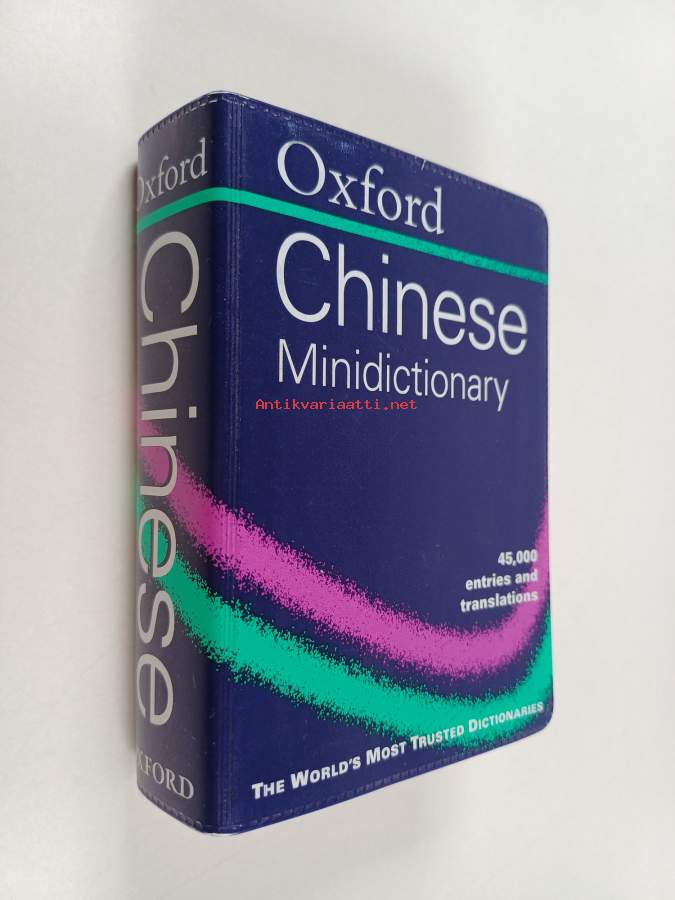 Oxford
Chinese
OXFORD
Oxford
Chinese
Minidictionary
Antikvariaatti.net
45,000
entries and
translations
THE WORLD'S MOST TRUSTED DICTIONARIES